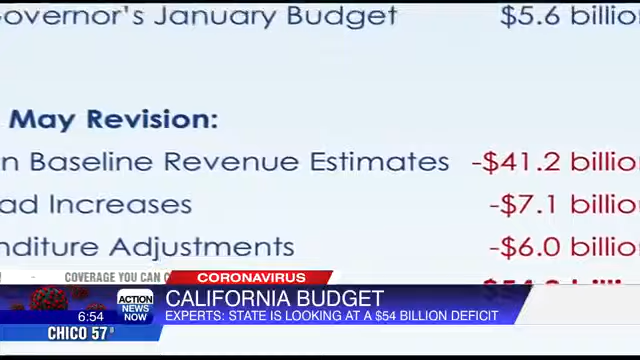 overnor's January Budget $5.6 billio
May Revision:
n Baseline Revenue Estimates -$41.2 billio
ad Increases -$7.1 billio
nditure Adjustments -$6.0 billio
COVERAGE YOU CAN C
CORONAVIRUS
CALIFORNIA BUDGET
EXPERTS: STATE IS LOOKING AT A $54 BILLION DEFICIT
6:54
ACTION
NEWS
NOW
CHICO 57°